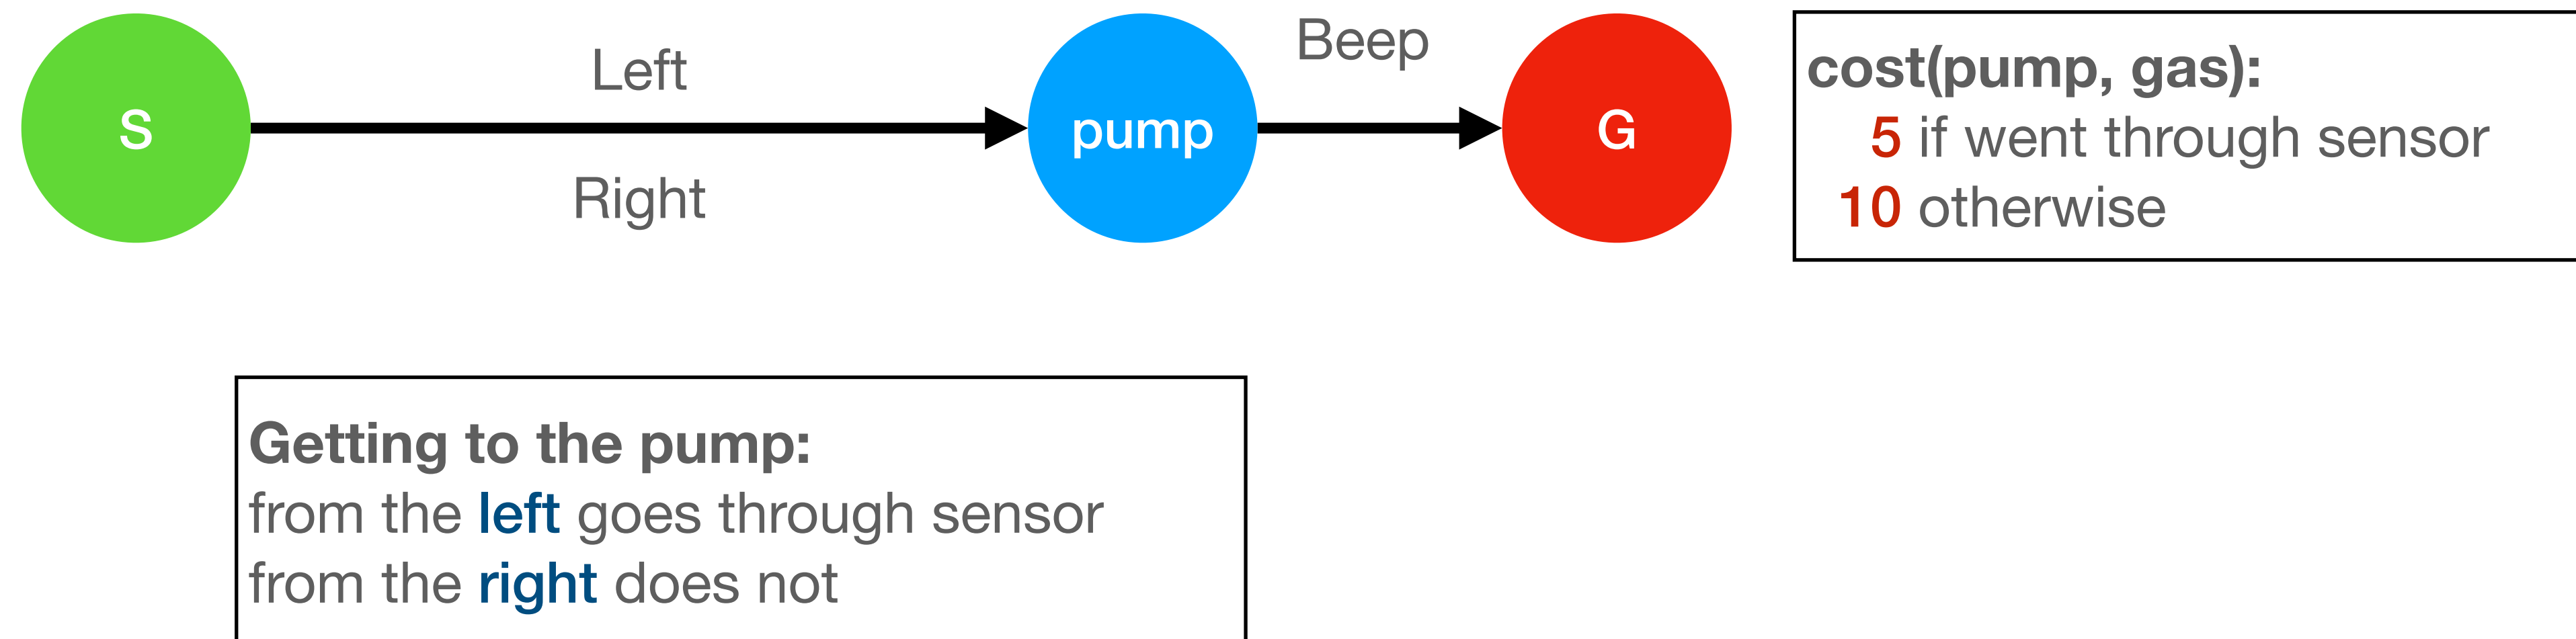 S
Left
Right
pump
Beep
G
cost(pump, gas):
5 if went through sensor
10 otherwise
Getting to the pump:
from the left goes through sensor
from the right does not